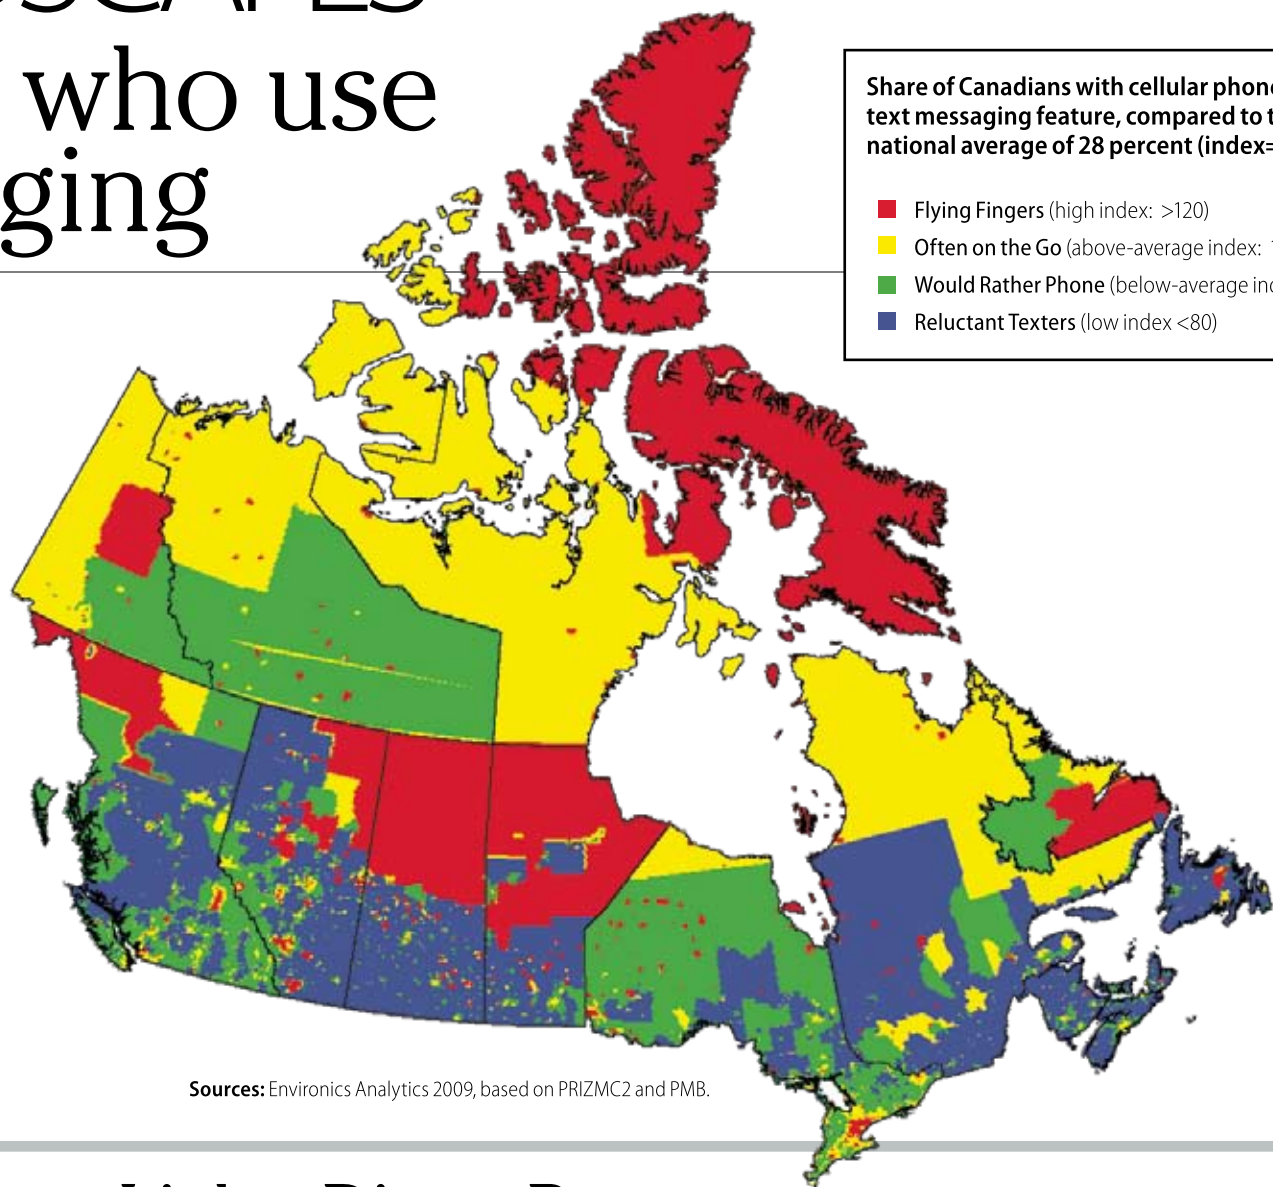 who use
ging
Share of Canadians with cellular phone
text messaging feature, compared to t
national average of 28 percent (index=
Flying Fingers (high index: >120)
Often on the Go (above-average index:
Would Rather Phone (below-average ind
Reluctant Texters (low index <80)
Sources: Environics Analytics 2009, based on PRIZMC2 and PMB.